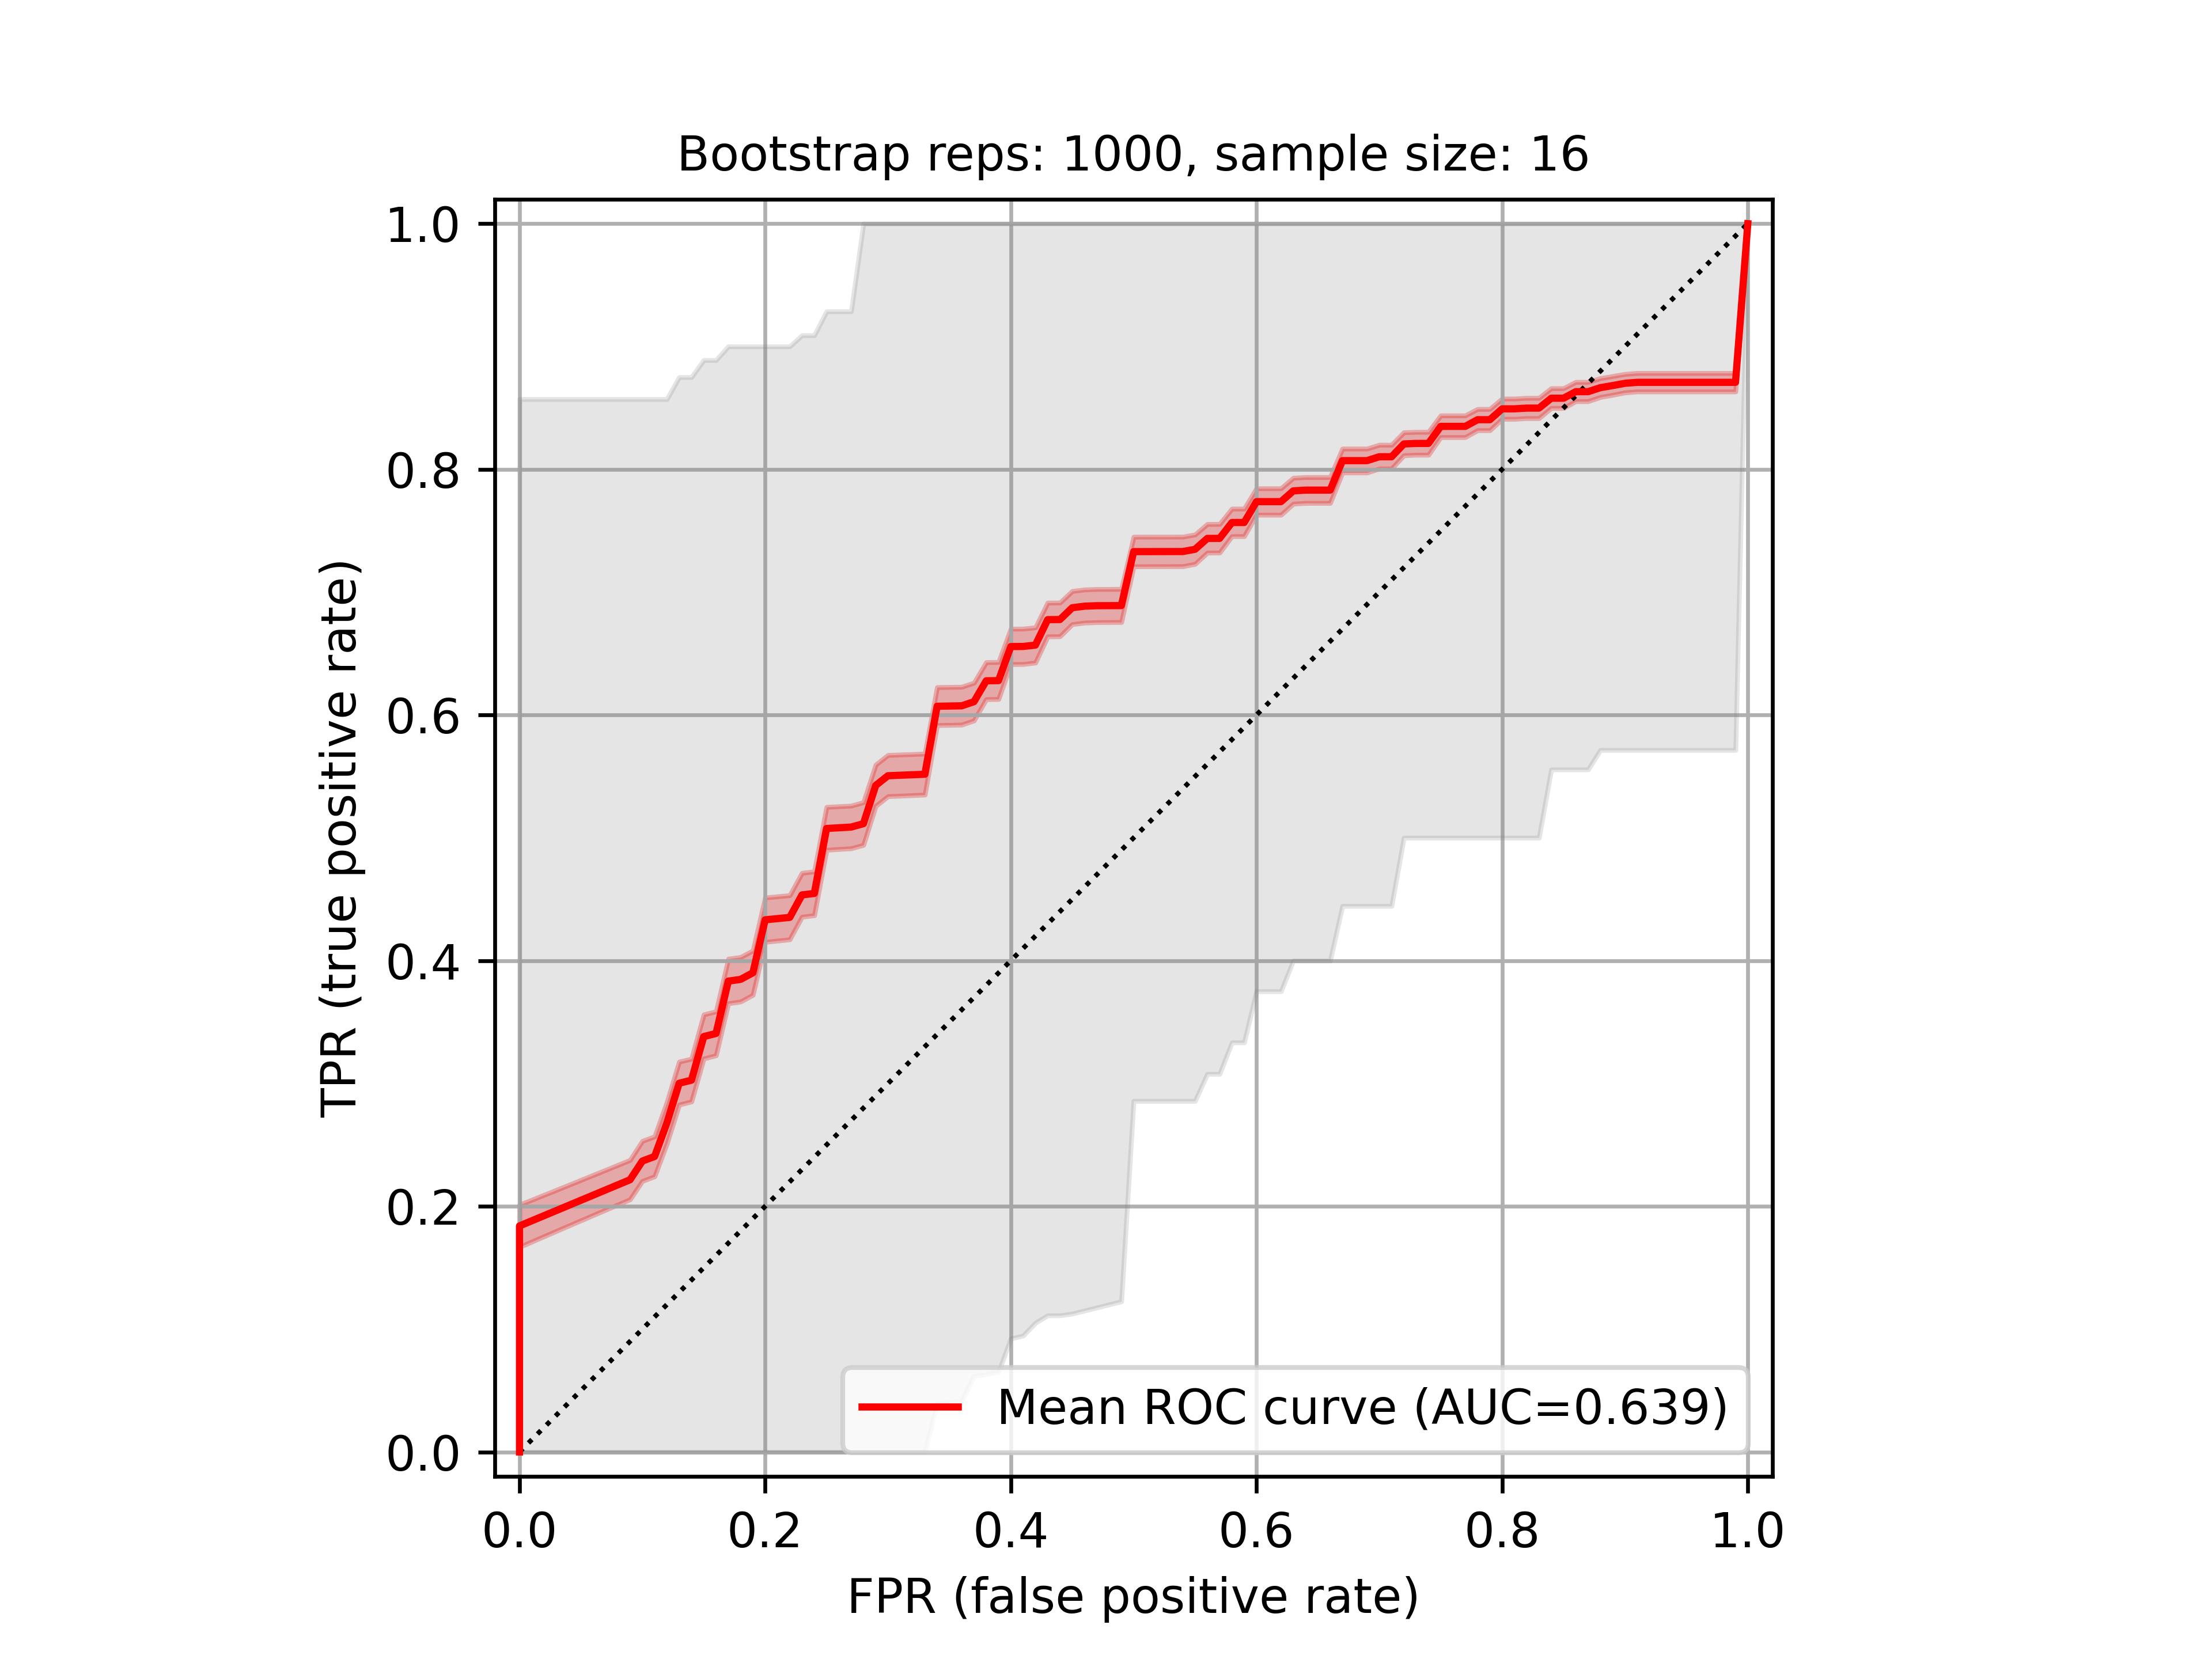 Bootstrap reps: 1000, sample size: 16
TPR (true positive rate)
1.0
0.8
0.6
0.4
0.2
0.0
Mean ROC curve (AUC=0.639)
0.0 0.2 0.4 0.6 0.8 1.0
FPR (false positive rate)